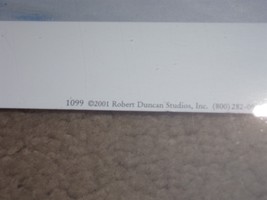 1099 ©2001 Robert Duncan Studios, Inc. (800) 282-